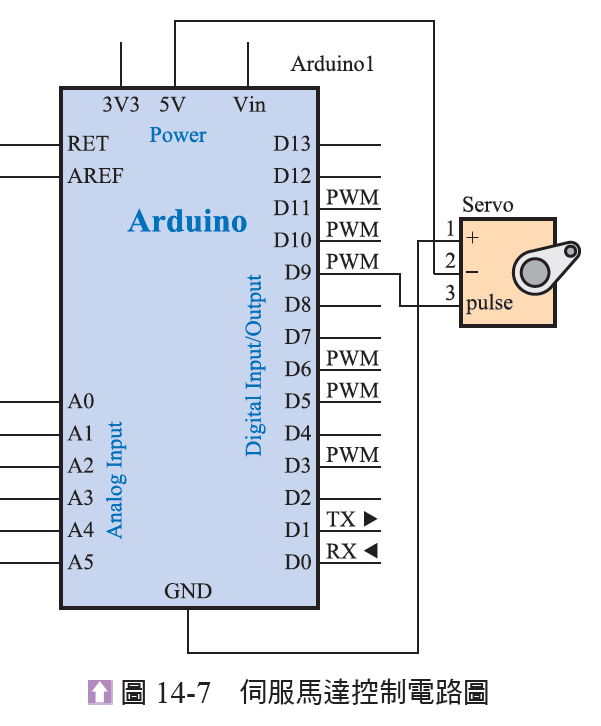 Arduino1
3V3 5V Vin
Power
RET
AREF
Arduino
D13
D12
D11 PWM
D10 PWM
D9 PWM
D8
D7
D6 PWM
D5 PWM
D4
D3 PWM
D2
D1 TX
D0 RX
Digital Input/Output
A0
A1
A2
A3
A4
A5
Analog Input
GND
Servo
1 +
2 −
3 pulse
圖 14-7 伺服馬達控制電路圖